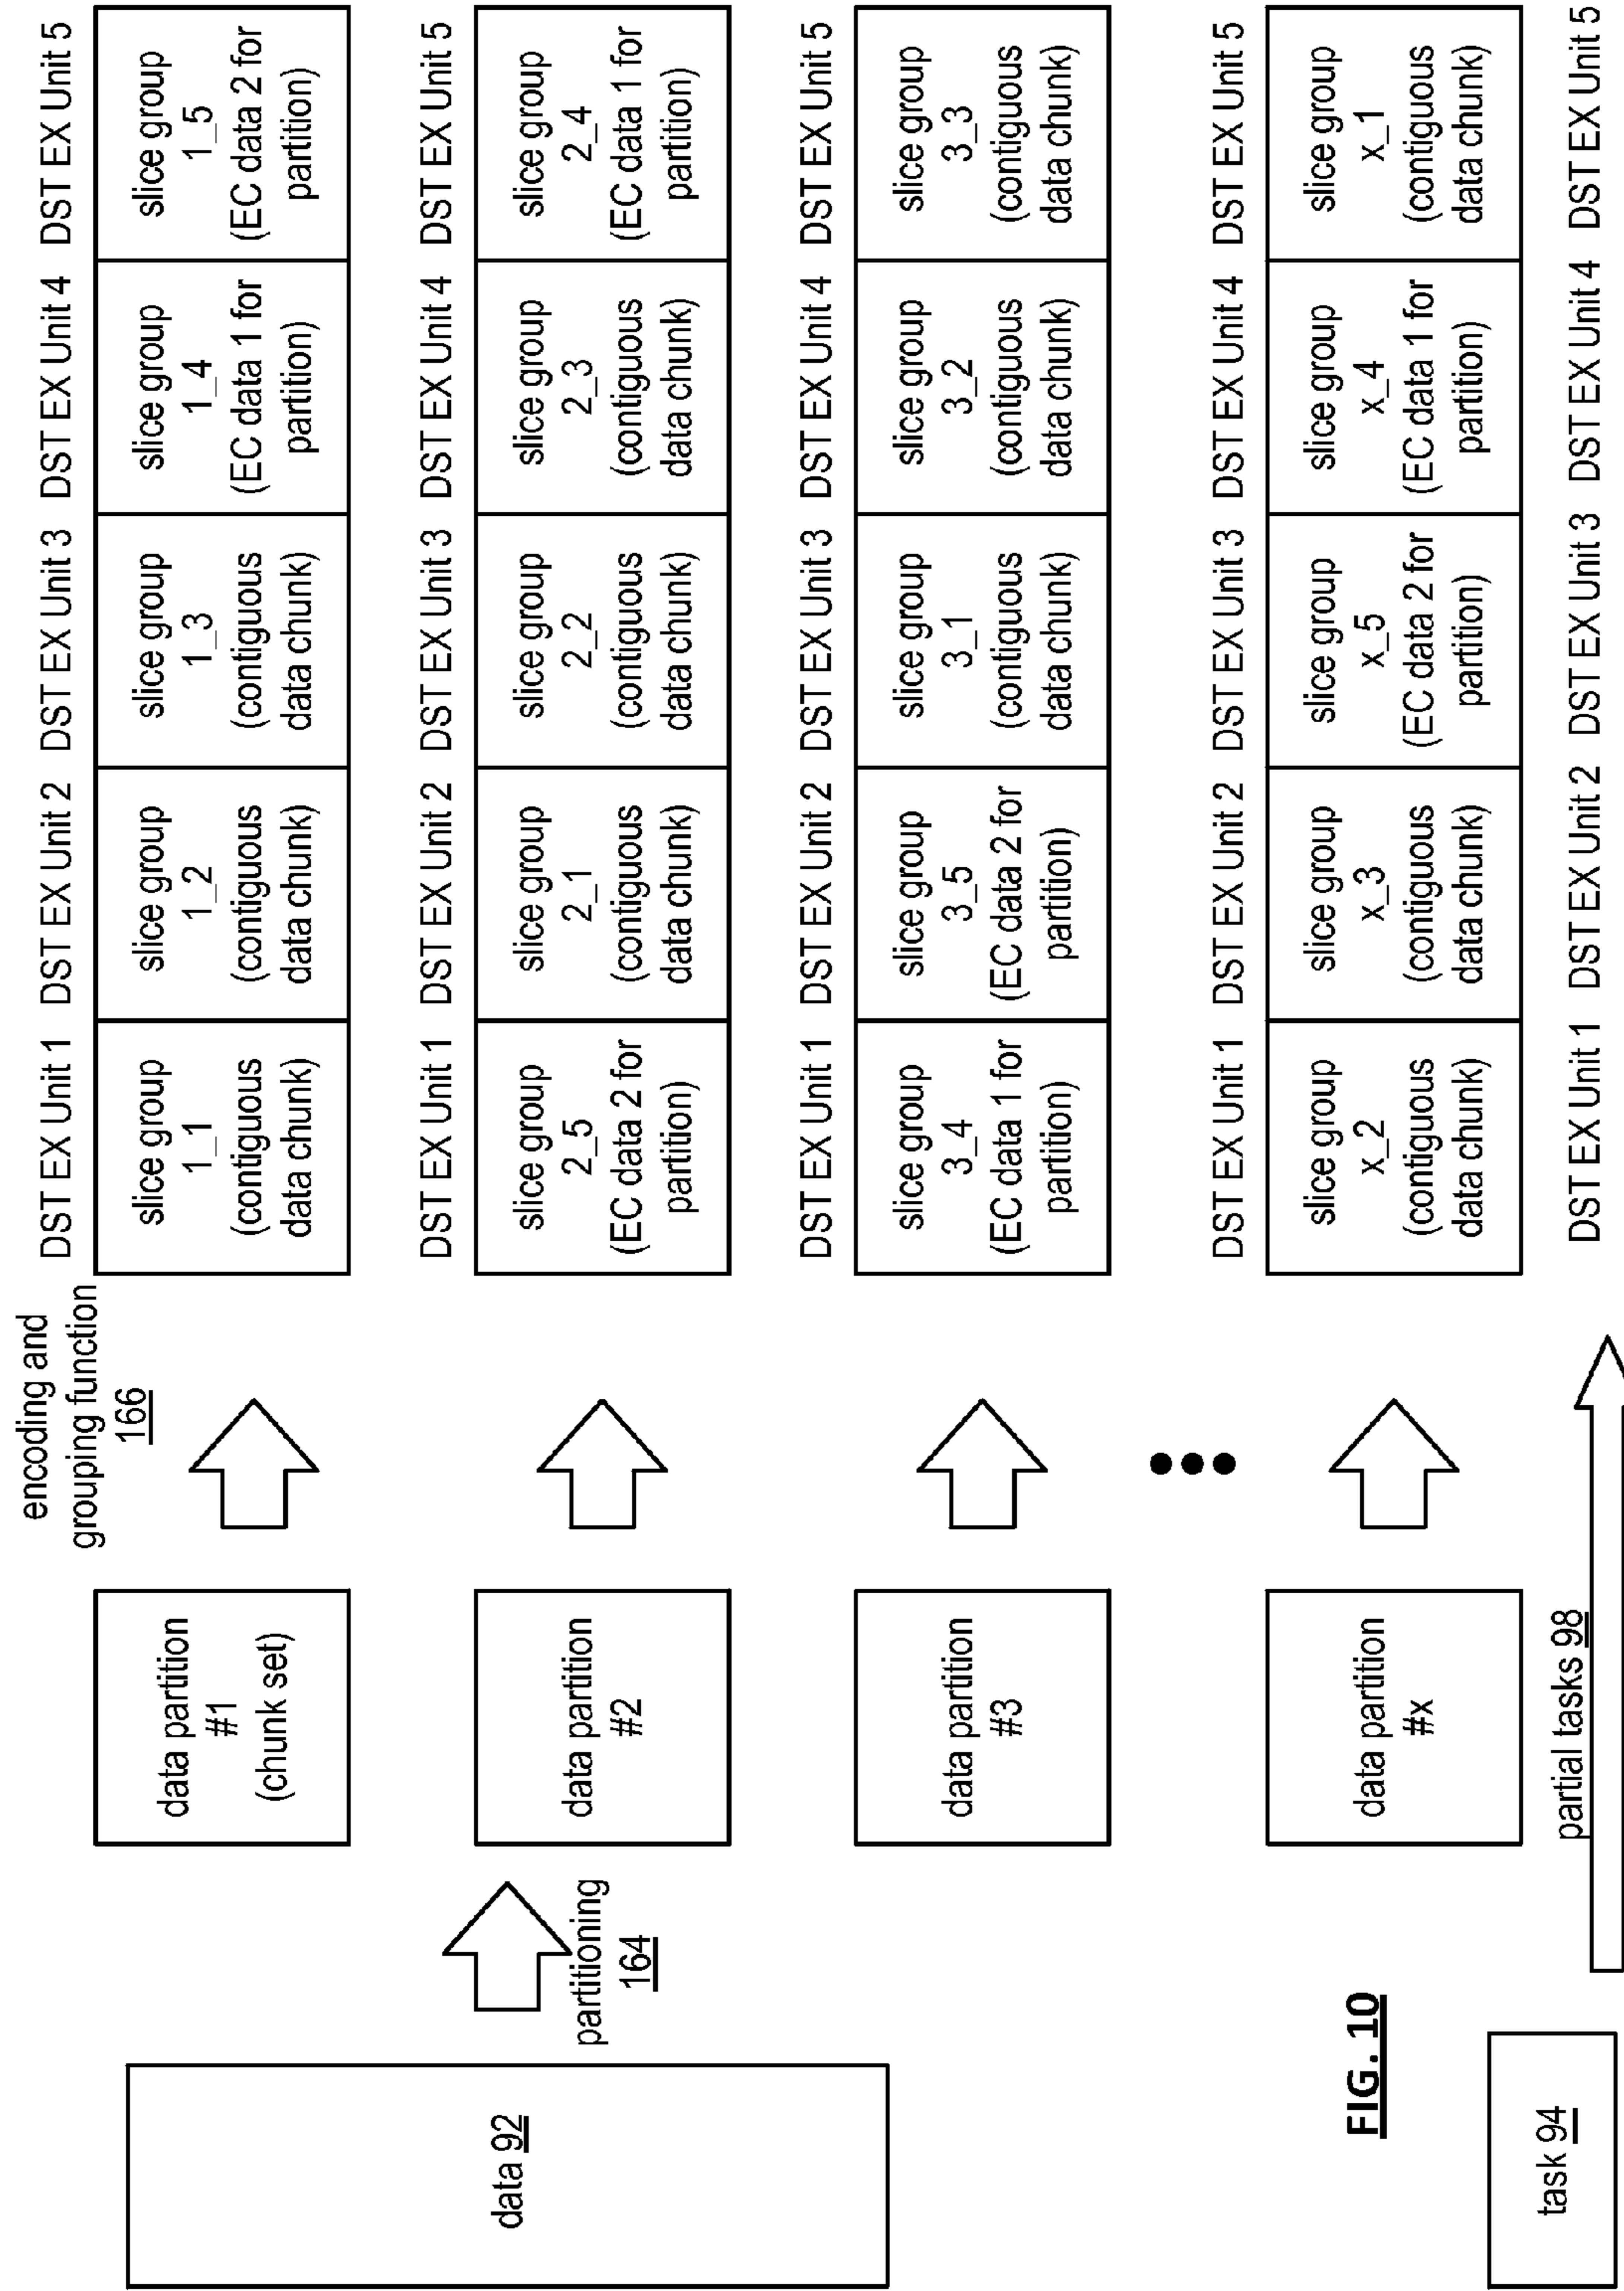 encoding and
grouping function
166
DST EX Unit 1 DST EX Unit 2 DST EX Unit 3 DST EX Unit 4 DST EX Unit 5
data partition
#1
(chunk set)
slice group
1_1
(contiguous
data chunk)
slice group
1_2
(contiguous
data chunk)
slice group
1_3
(contiguous
data chunk)
slice group
1_4
(EC data 1 for
partition)
slice group
1_5
(EC data 2 for
partition)
data 92
partitioning
164
DST EX Unit 1 DST EX Unit 2 DST EX Unit 3 DST EX Unit 4 DST EX Unit 5
data partition
#2
slice group
2_5
(EC data 2 for
partition)
slice group
2_1
(contiguous
data chunk)
slice group
2_2
(contiguous
data chunk)
slice group
2_3
(contiguous
data chunk)
slice group
2_4
(EC data 1 for
partition)
DST EX Unit 1 DST EX Unit 2 DST EX Unit 3 DST EX Unit 4 DST EX Unit 5
data partition
#3
slice group
3_4
(EC data 1 for
partition)
slice group
3_5
(EC data 2 for
partition)
slice group
3_1
(contiguous
data chunk)
slice group
3_2
(contiguous
data chunk)
slice group
3_3
(contiguous
data chunk)
DST EX Unit 1 DST EX Unit 2 DST EX Unit 3 DST EX Unit 4 DST EX Unit 5
data partition
#x
slice group
x_2
(contiguous
data chunk)
slice group
x_3
(contiguous
data chunk)
slice group
x_5
(EC data 2 for
partition)
slice group
x_4
(EC data 1 for
partition)
slice group
x_1
(contiguous
data chunk)
FIG. 10
task 94
partial tasks 98
DST EX Unit 1 DST EX Unit 2 DST EX Unit 3 DST EX Unit 4 DST EX Unit 5